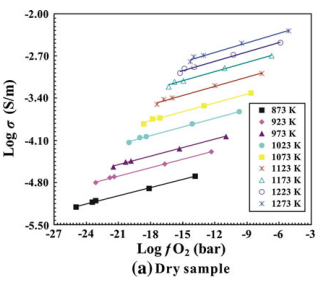 -2.00
-2.70
-3.40
-4.10
-4.80
-5.50
Log σ (S/m)
873 K
923 K
973 K
1023 K
1073 K
1123 K
1173 K
1223 K
1273 K
-27 -24 -21 -18 -15 -12 -9 -6 -3
Log fO2 (bar)
(a) Dry sample